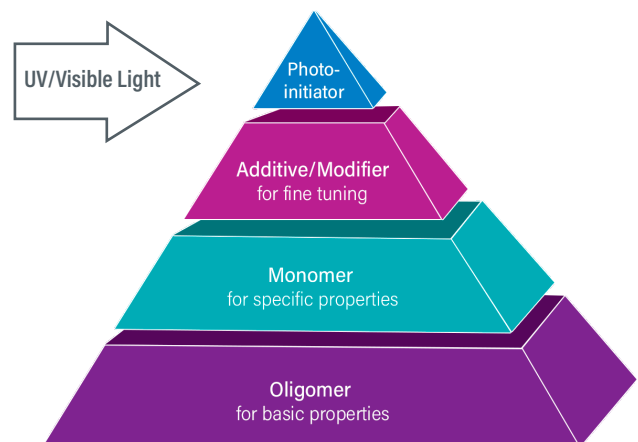 UV/Visible Light
Photo-
initiator
Additive/Modifier
for fine tuning
Monomer
for specific properties
Oligomer
for basic properties